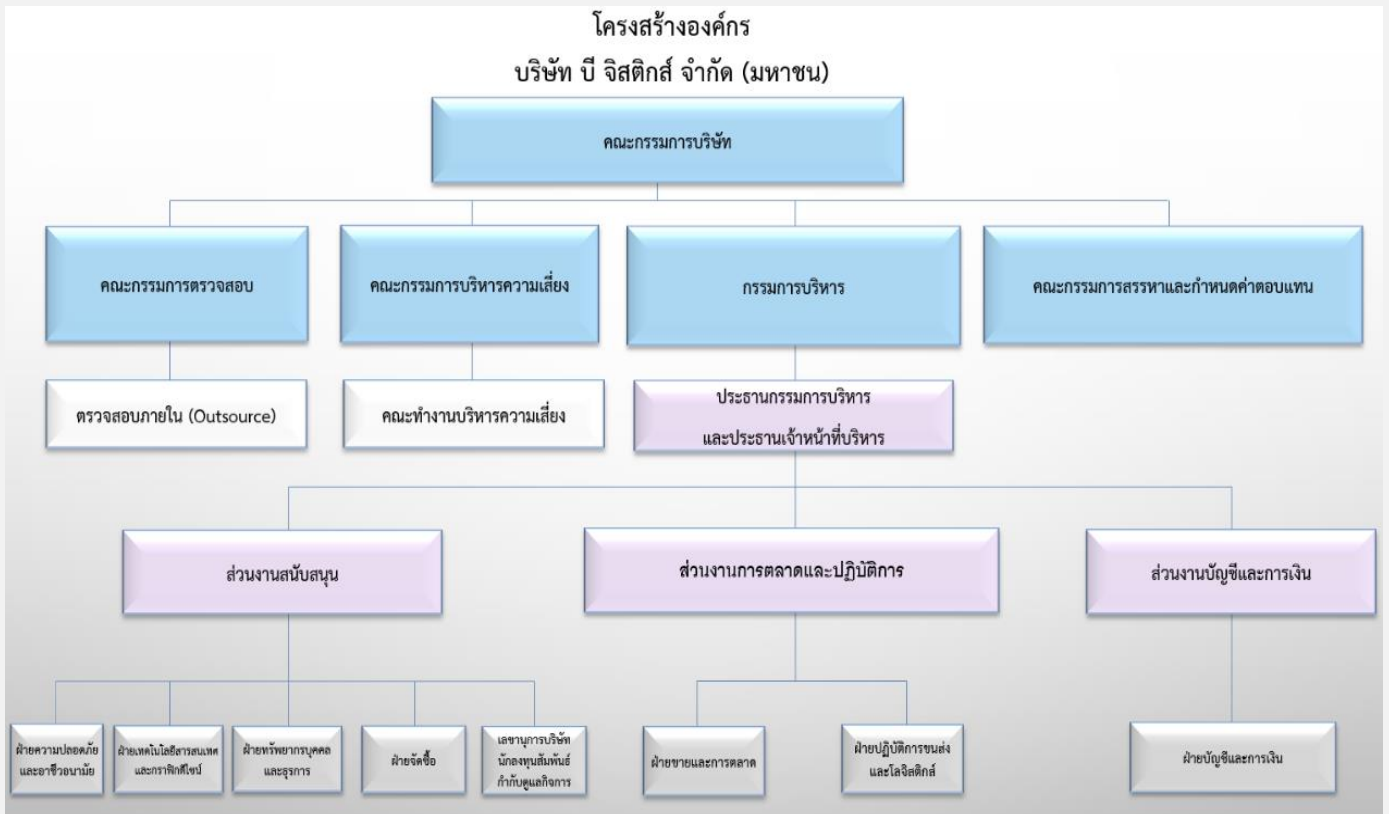 โครงสร้างองค์กร
บริษัท บี จิสติกส์ จำกัด (มหาชน)
คณะกรรมการบริษัท
คณะกรรมการตรวจสอบ
คณะกรรมการบริหารความเสี่ยง
กรรมการบริหาร
คณะกรรมการสรรหาและกำหนดค่าตอบแทน
ตรวจสอบภายใน (Outsource)
คณะทำงานบริหารความเสี่ยง
ประธานกรรมการบริหาร
และประธานเจ้าหน้าที่บริหาร
ส่วนงานสนับสนุน
ส่วนงานการตลาดและปฏิบัติการ
ส่วนงานบัญชีและการเงิน
ฝ่ายความปลอดภัย
และอาชีวอนามัย
ฝ่ายเทคโนโลยีสารสนเทศ
และกราฟิกดีไซน์
ฝ่ายทรัพยากรบุคคล
และธุรการ
ฝ่ายจัดซื้อ
เลขานุการบริษัท
นักลงทุนสัมพันธ์
กำกับดูแลกิจการ
ฝ่ายขายและการตลาด
ฝ่ายปฏิบัติการขนส่ง
และโลจิสติกส์
ฝ่ายบัญชีและการเงิน